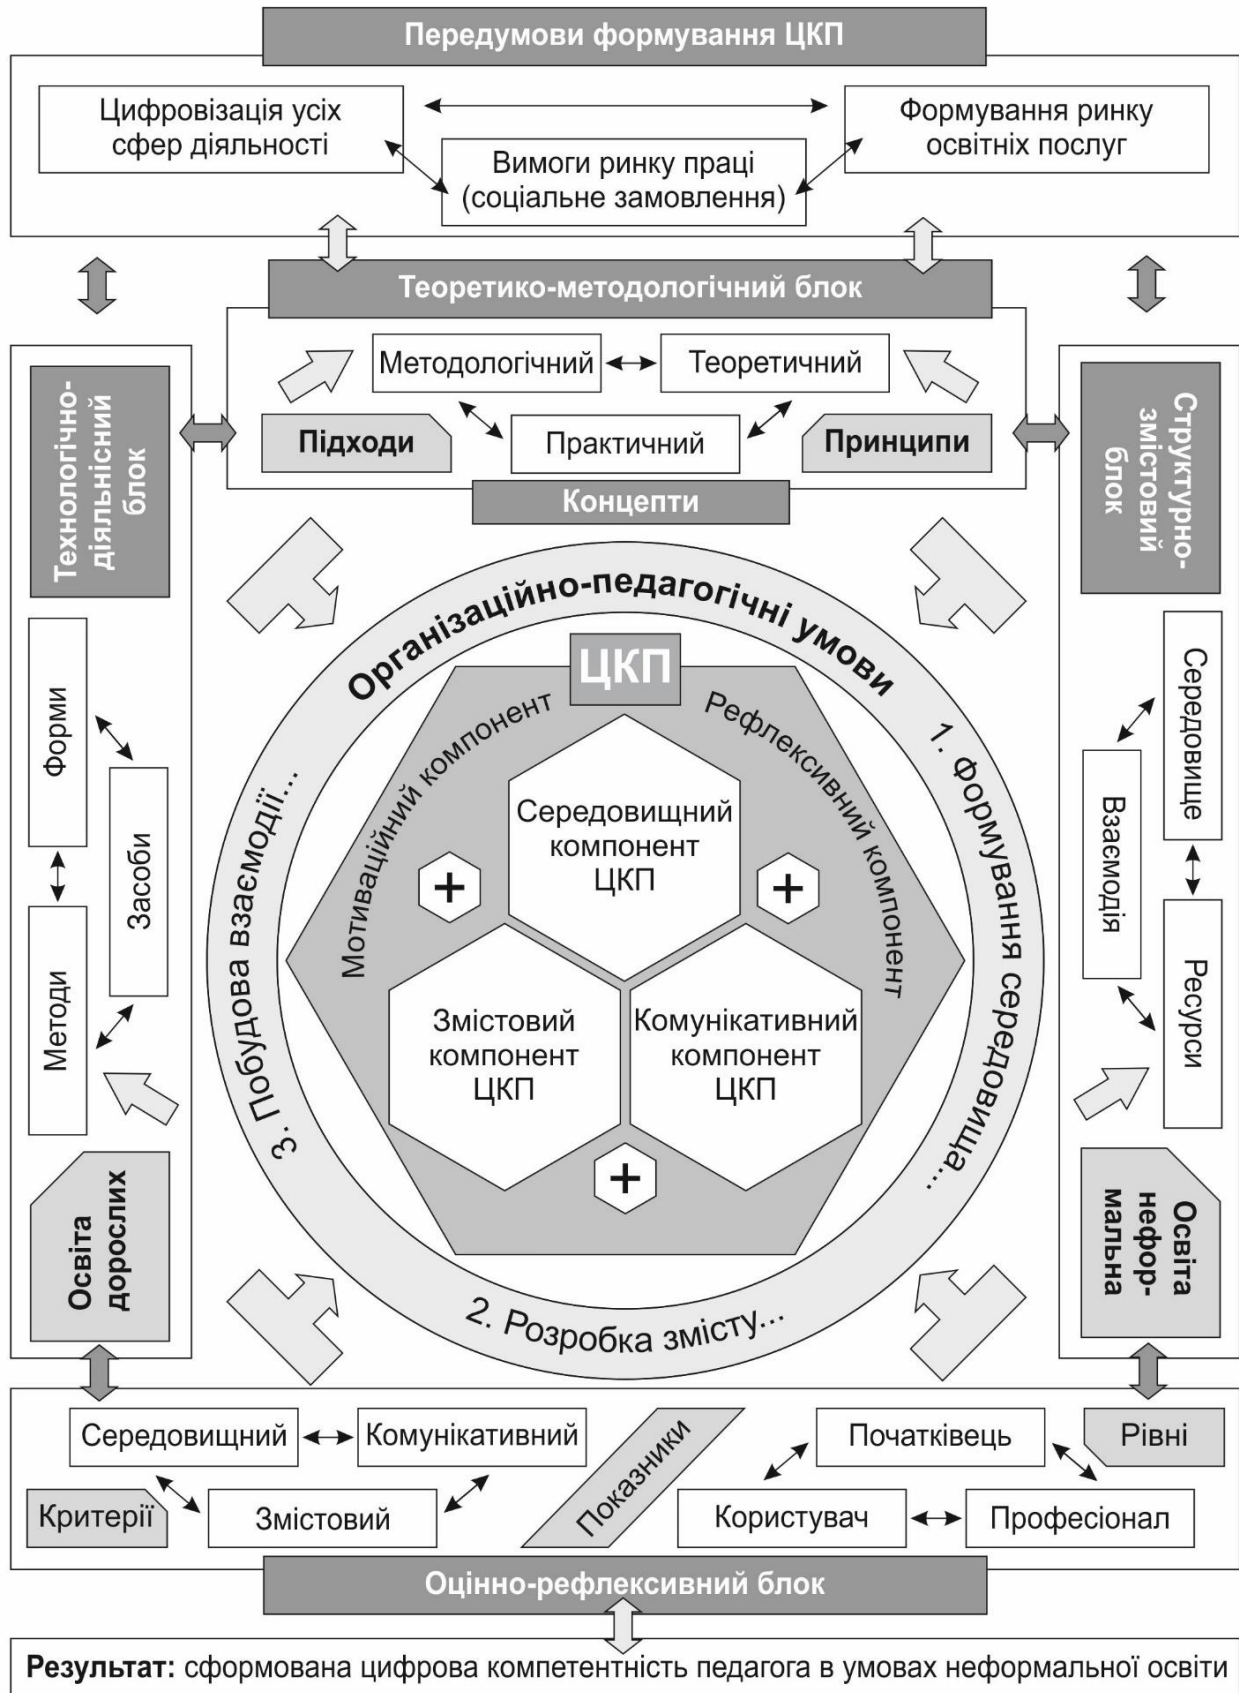 Передумови формування ЦКП
Цифровізація усіх
сфер діяльності
Вимоги ринку праці
(соціальне замовлення)
Формування ринку
освітніх послуг
Теоретико-методологічний блок
Методологічний
Теоретичний
Підходи
Практичний
Принципи
Концепти
Технологічно-
діяльнісний
блок
Форми
Засоби
Методи
Освіта
дорослих
Структурно-
змістовий
блок
Середовище
Взаємодія
Ресурси
Освіта
нефор-
мальна
Організаційно-педагогічні умови
1. Формування середовища...
2. Розробка змісту...
3. Побудова взаємодії...
ЦКП
Мотиваційний компонент
Рефлексивний компонент
Середовищний
компонент
ЦКП
+
+
Змістовий
компонент
ЦКП
Комунікативний
компонент
ЦКП
+
Середовищний
Комунікативний
Критерії
Змістовий
Показники
Початківець
Рівні
Користувач
Професіонал
Оцінно-рефлексивний блок
Результат: сформована цифрова компетентність педагога в умовах неформальної освіти